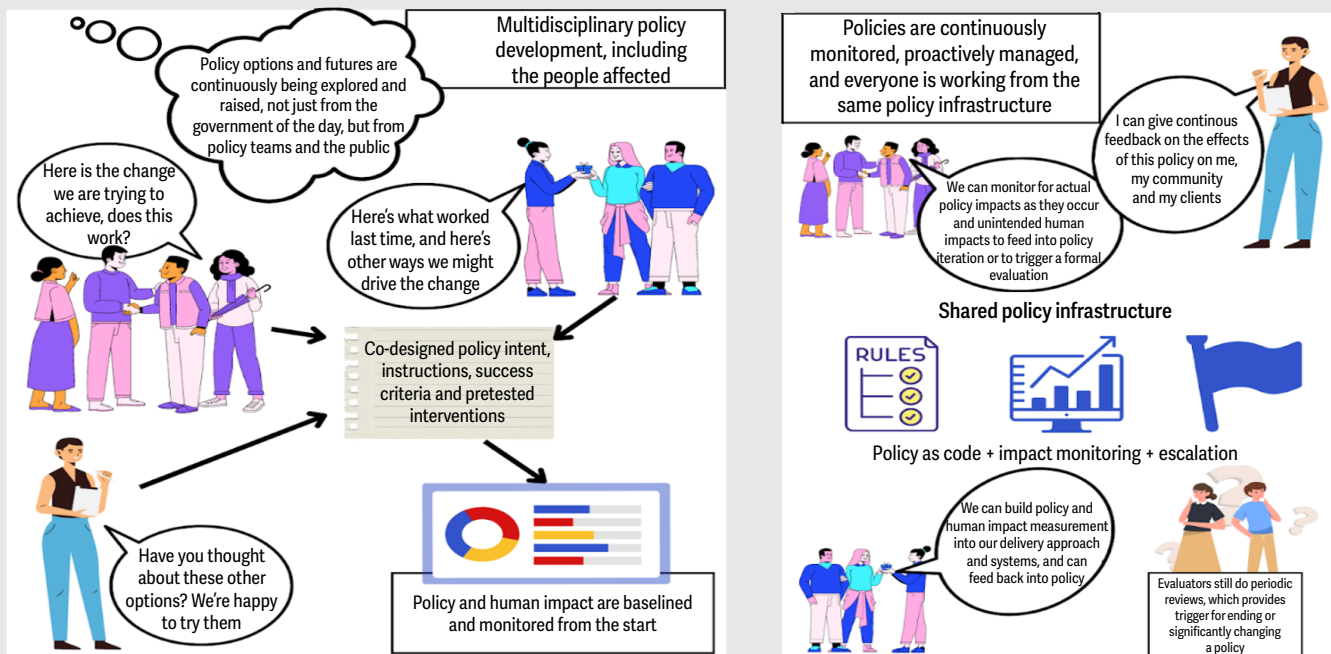 Multidisciplinary policy
development, including
the people affected
Policy options and futures are
continuously being explored and
raised, not just from the
government of the day, but from
policy teams and the public
Here is the change
we are trying to
achieve, does this
work?
Here's what worked
last time, and here's
other ways we might
drive the change
Co-designed policy intent,
instructions, success
criteria and pretested
interventions
Have you thought
about these other
options? We're happy
to try them
Policy and human impact are baselined
and monitored from the start
Policies are continuously
monitored, proactively managed,
and everyone is working from the
same policy infrastructure
I can give continous
feedback on the effects
of this policy on me,
my community
and my clients
We can monitor for actual
policy impacts as they occur
and unintended human
impacts to feed into policy
iteration or to trigger a formal
evaluation
Shared policy infrastructure
RULES
Policy as code + impact monitoring + escalation
We can build policy and
human impact measurement
into our delivery approach
and systems, and can
feed back into policy
Evaluators still do periodic
reviews, which provides
trigger for ending or
significantly changing
a policy